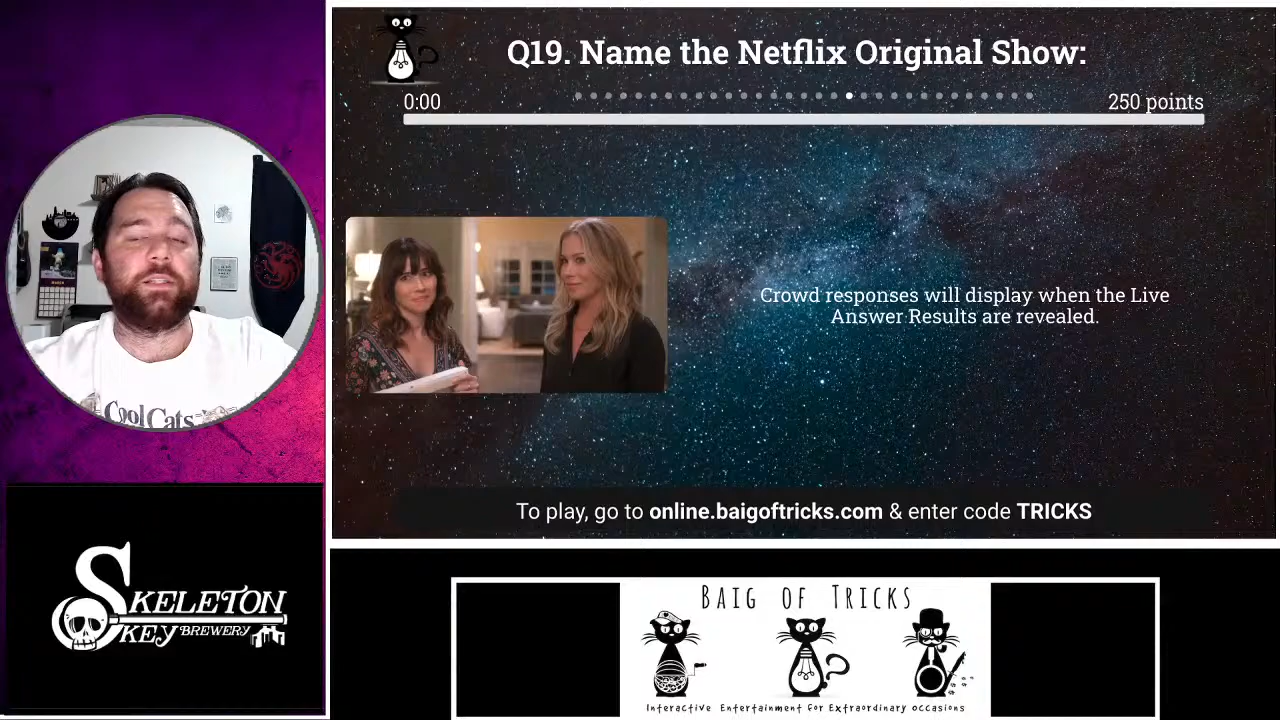 Q19. Name the Netflix Original Show:
0:00
250 points
Crowd responses will display when the Live
Answer Results are revealed.
To play, go to online.baigoftricks.com & enter code TRICKS
Cool Cats
SKELETON
KEY BREWERY
BAIG OF TRICKS
Interactive Entertainment for Extraordinary Occasions